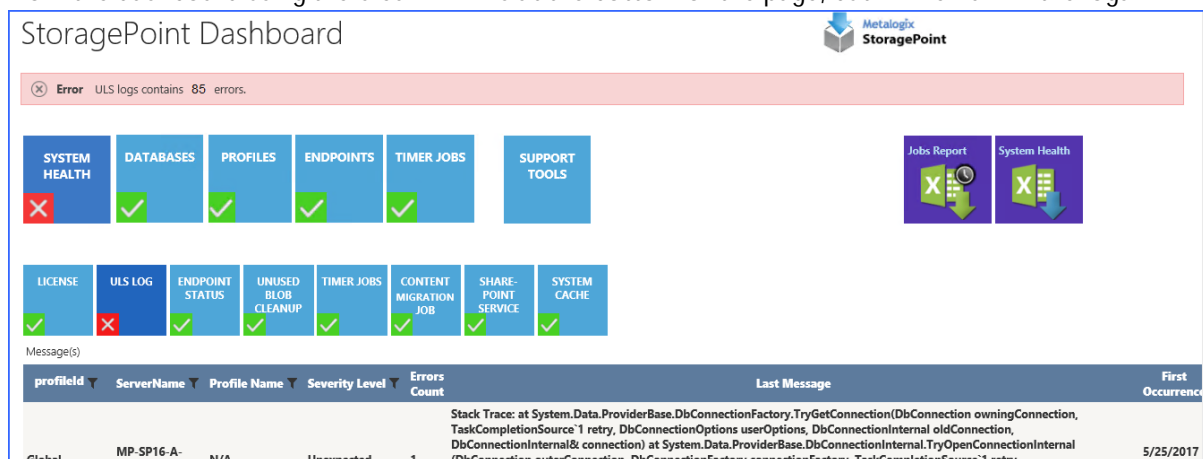 StoragePoint Dashboard
Metalogix
StoragePoint
Error ULS logs contains 85 errors.
SYSTEM
HEALTH
DATABASES
PROFILES
ENDPOINTS
TIMER JOBS
SUPPORT
TOOLS
Jobs Report
System Health
LICENSE
ULS LOG
ENDPOINT
STATUS
UNUSED
BLOB
CLEANUP
TIMER JOBS
CONTENT
MIGRATION
JOB
SHARE-
POINT
SERVICE
SYSTEM
CACHE
Message(s)
profileId ServerName Profile Name Severity Level Errors Count Last Message First Occurrence
Stack Trace: at System.Data.ProviderBase.DbConnectionFactory.TryGetConnection(DbConnection owningConnection,
TaskCompletionSource`1 retry, DbConnectionOptions userOptions, DbConnectionInternal oldConnection,
DbConnectionInternal& connection) at System.Data.ProviderBase.DbConnectionInternal.TryOpenConnectionInternal
MP-SP16-A-
5/25/2017